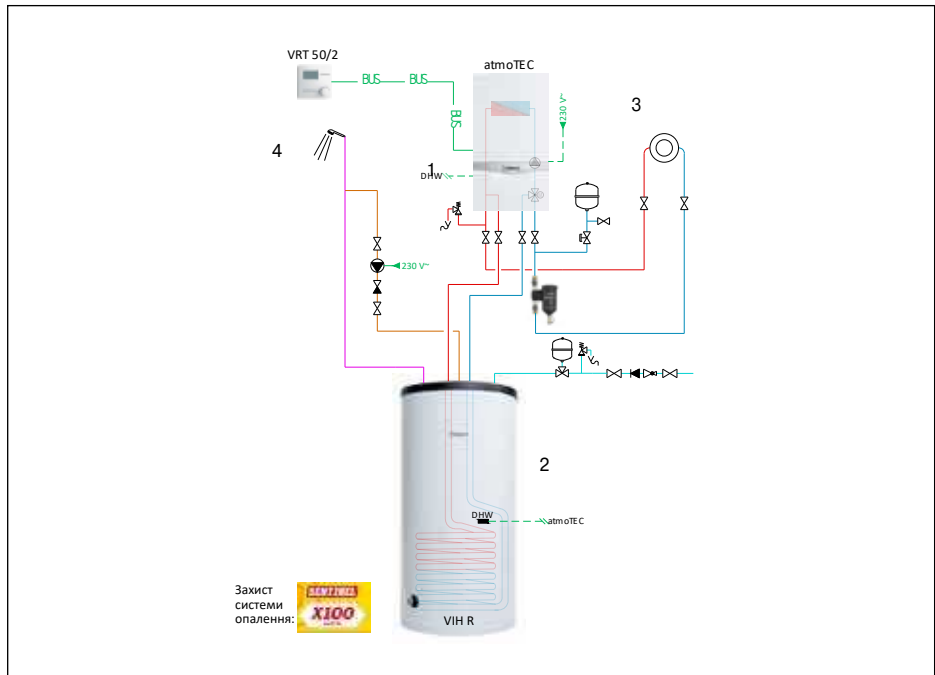 VRT 50/2
atmoTEC
BUS
BUS
BUS
230 V~
3
4
1
DHW
230 V~
2
DHW
atmoTEC
Захист
системи
опалення:
SENTINEL
X100
VIH R